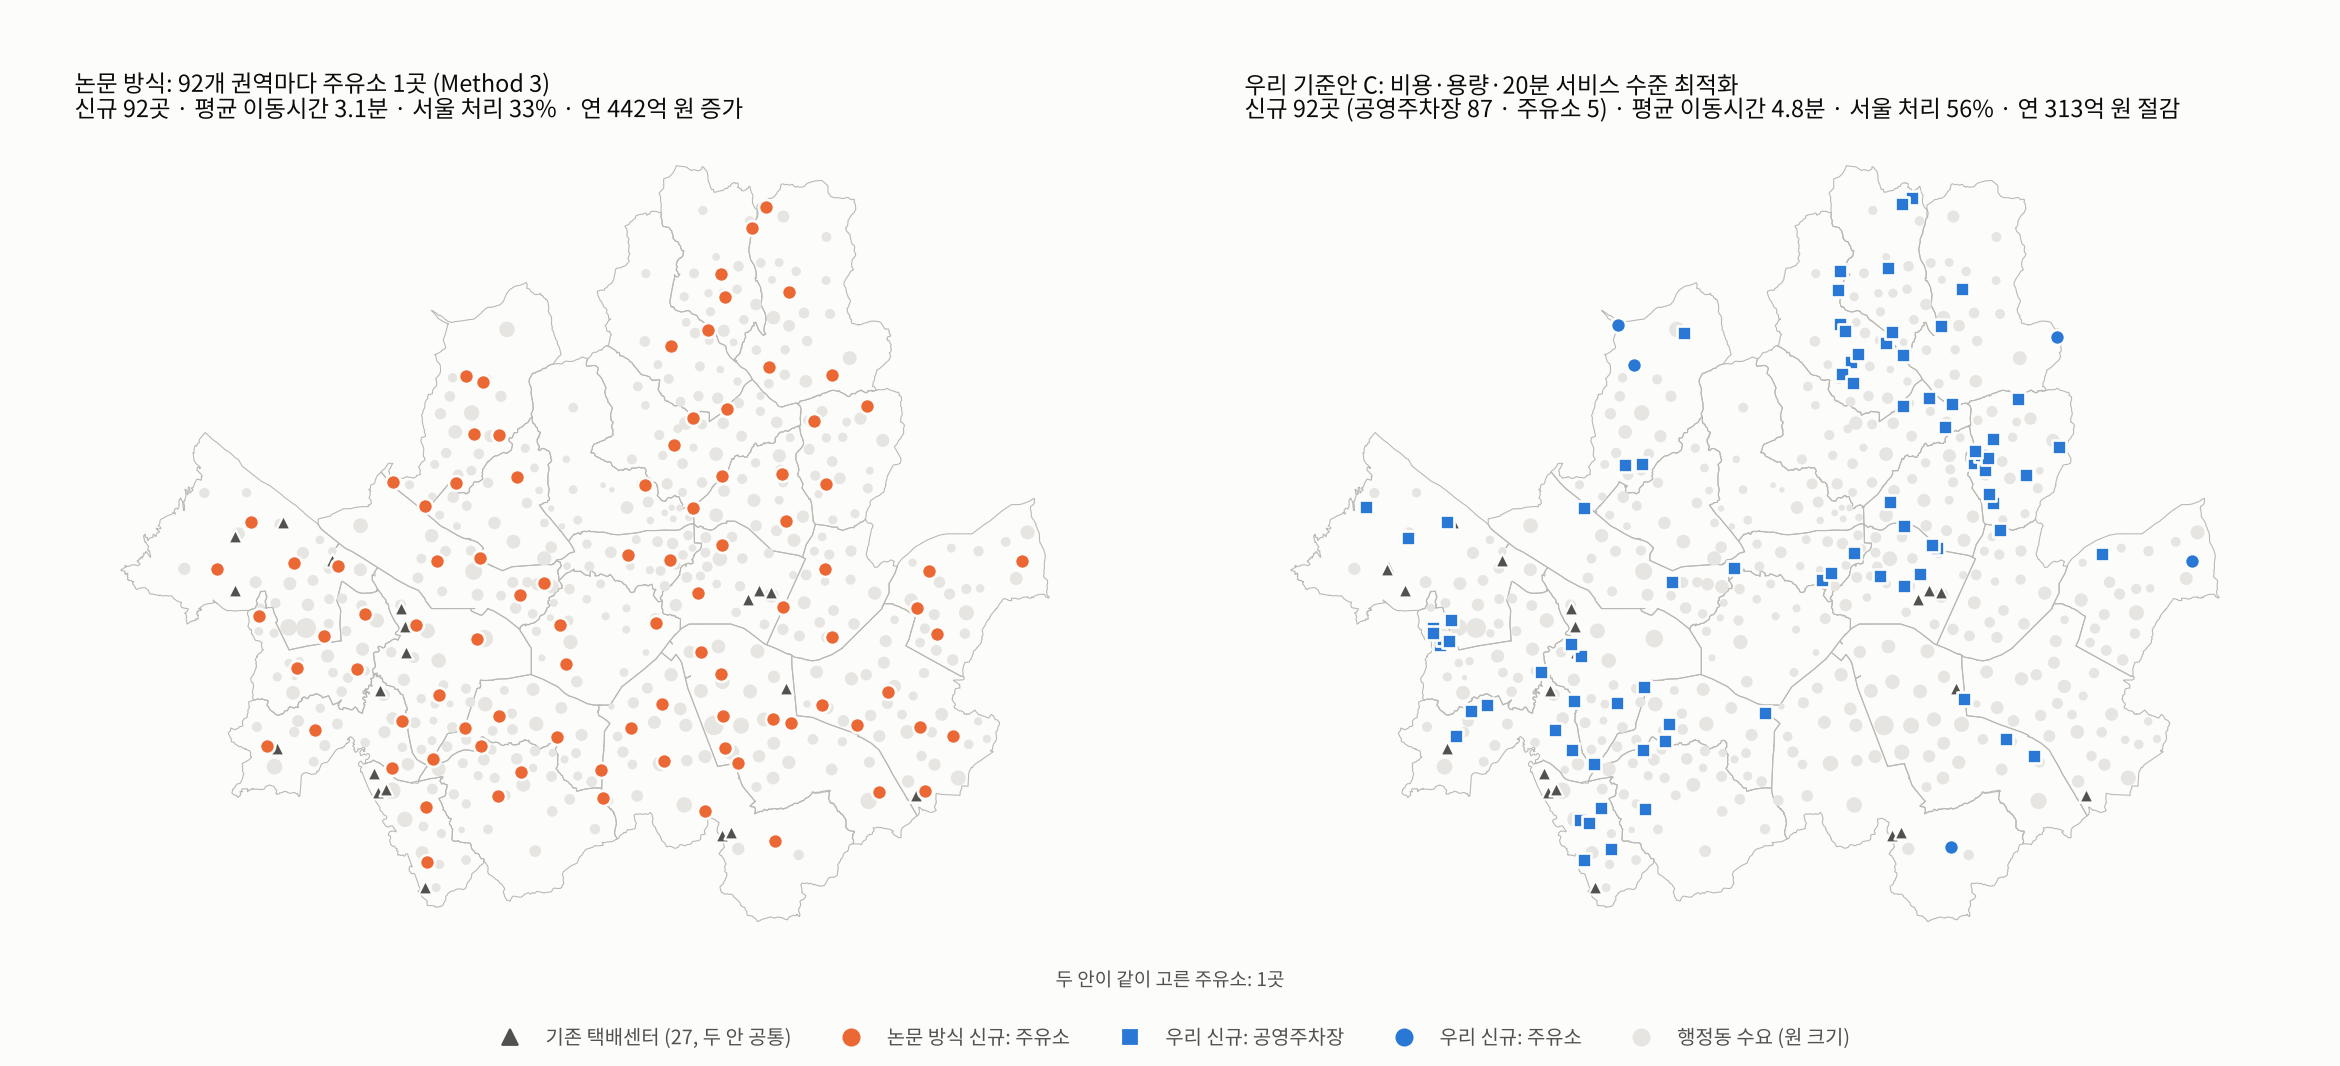 논문 방식: 92개 권역마다 주유소 1곳 (Method 3)
신규 92곳 · 평균 이동시간 3.1분 · 서울 처리 33% · 연 442억 원 증가
우리 기준안 C: 비용·용량·20분 서비스 수준 최적화
신규 92곳 (공영주차장 87 · 주유소 5) · 평균 이동시간 4.8분 · 서울 처리 56% · 연 313억 원 절감
두 안이 같이 고른 주유소: 1곳
기존 택배센터 (27, 두 안 공통)
논문 방식 신규: 주유소
우리 신규: 공영주차장
우리 신규: 주유소
행정동 수요 (원 크기)